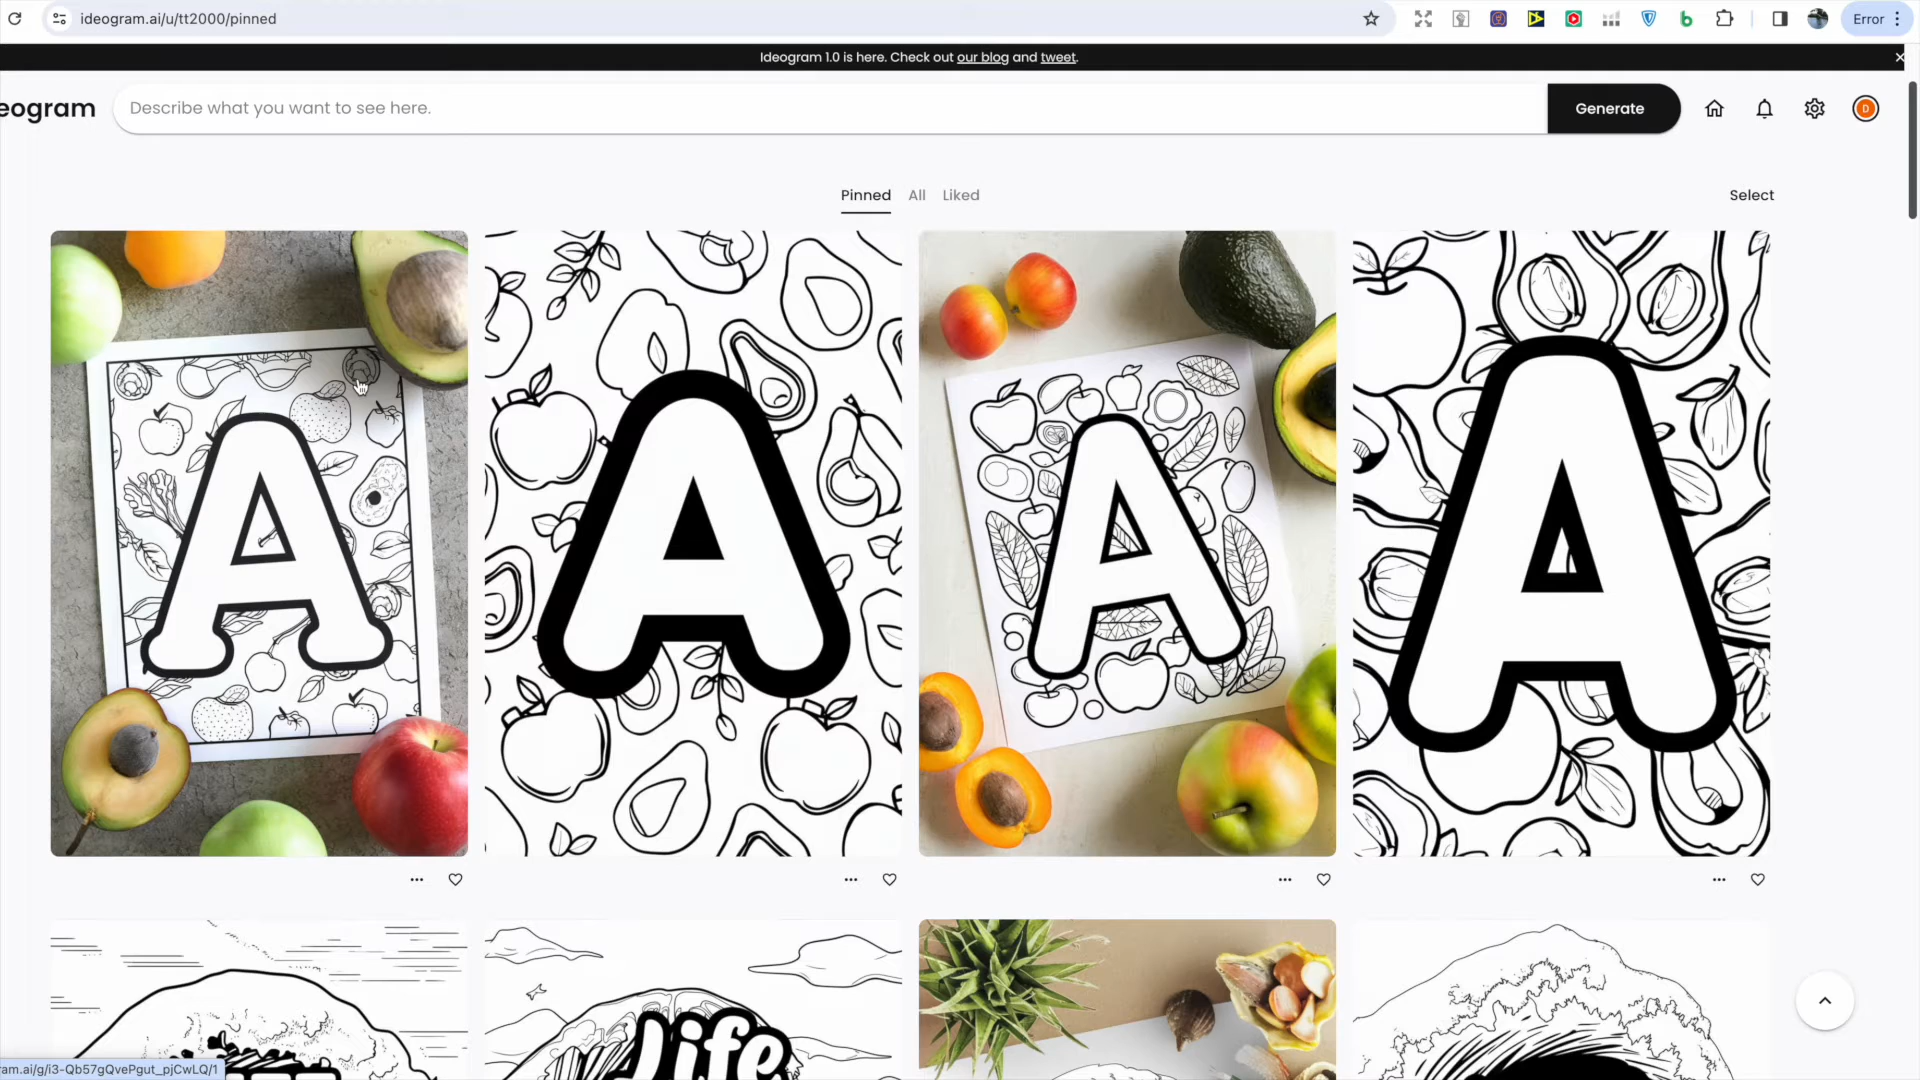 ideogram.ai/u/tt2000/pinned
Error
Ideogram 1.0 is here. Check out our blog and tweet.
eogram
Describe what you want to see here.
Generate
D
Pinned All Liked
Select
A
A
A
A
Life
ram.ai/g/i3-Qb57gQvePgut_pjCwLQ/1